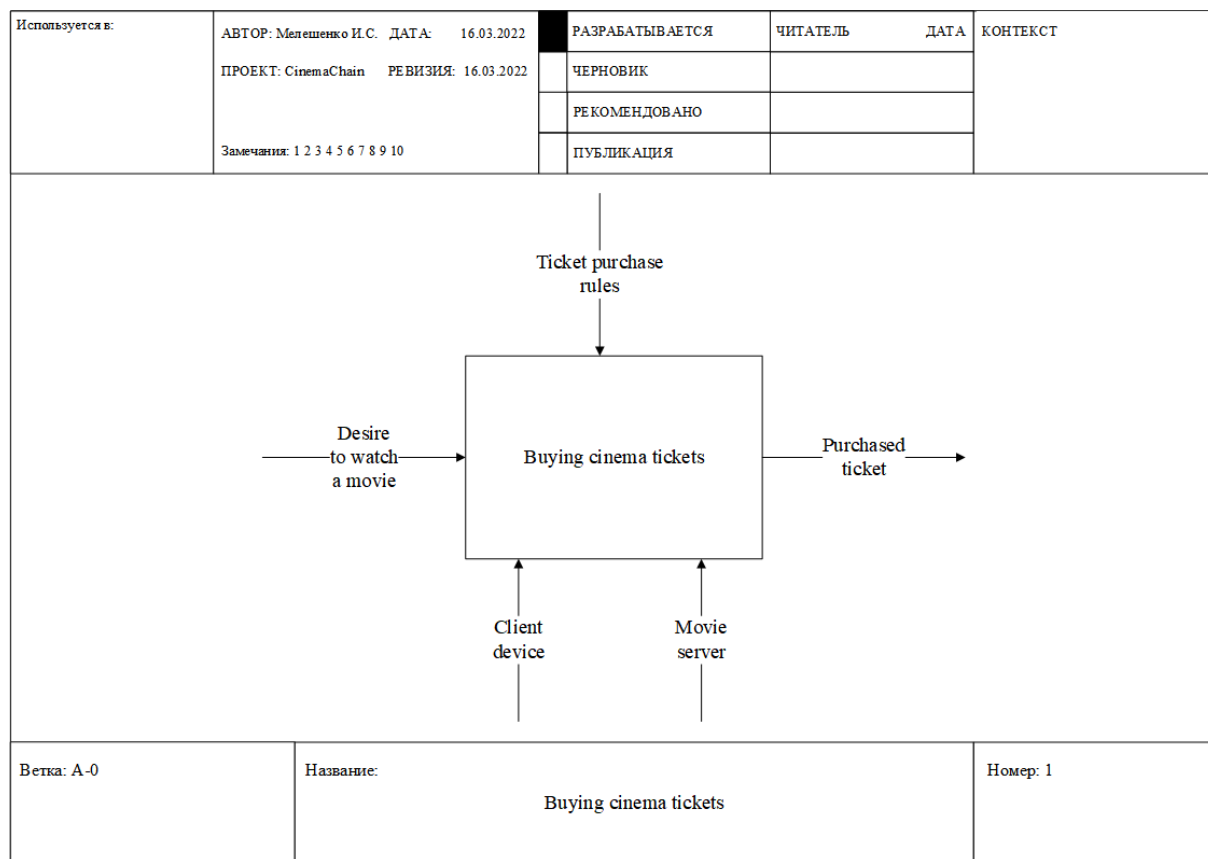 Используется в:
АВТОР: Мелешенко И.С. ДАТА: 16.03.2022
ПРОЕКТ: CinemaChain РЕВИЗИЯ: 16.03.2022
Замечания: 1 2 3 4 5 6 7 8 9 10
РАЗРАБАТЫВАЕТСЯ
ЧЕРНОВИК
РЕКОМЕНДОВАНО
ПУБЛИКАЦИЯ
ЧИТАТЕЛЬ ДАТА
КОНТЕКСТ
Ticket purchase
rules
Desire
to watch
a movie
Buying cinema tickets
Purchased
ticket
Client
device
Movie
server
Ветка: А-0
Название:
Buying cinema tickets
Номер: 1